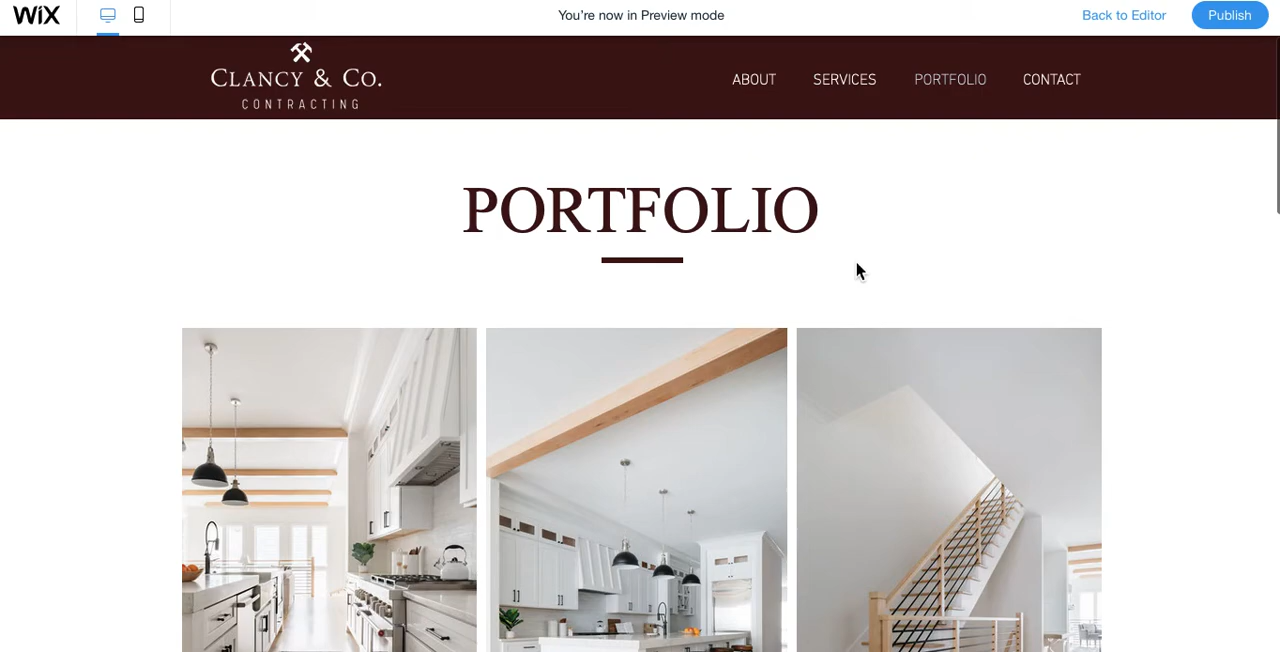 WiX
You're now in Preview mode
Back to Editor
Publish
CLANCY & CO.
CONTRACTING
ABOUT
SERVICES
PORTFOLIO
CONTACT
PORTFOLIO